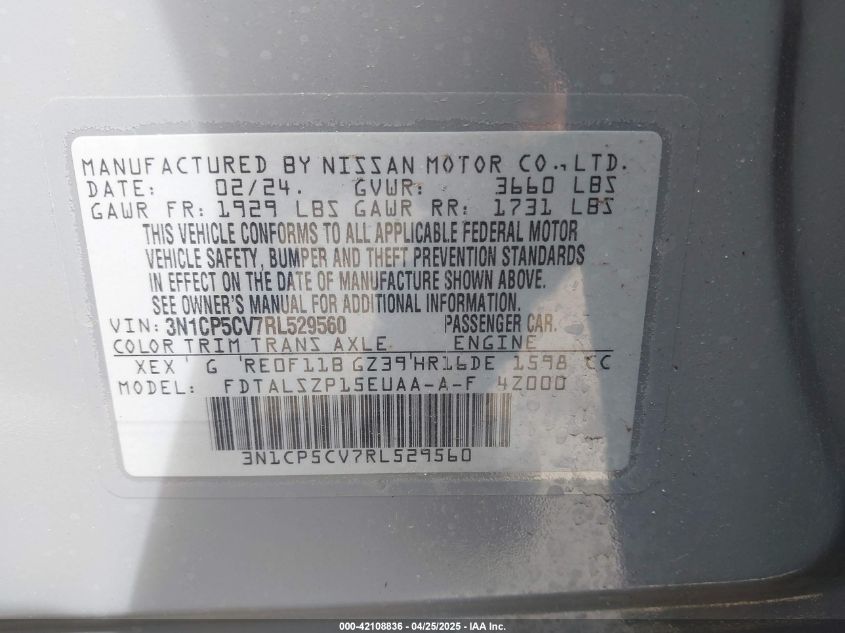 MANUFACTURED BY NISSAN MOTOR CO., LTD.
DATE: 02/24. GVWR: 3660 LBS
GAWR FR: 1929 LBS GAWR RR: 1731 LBS
THIS VEHICLE CONFORMS TO ALL APPLICABLE FEDERAL MOTOR
VEHICLE SAFETY, BUMPER AND THEFT PREVENTION STANDARDS
IN EFFECT ON THE DATE OF MANUFACTURE SHOWN ABOVE.
SEE OWNER'S MANUAL FOR ADDITIONAL INFORMATION.
VIN: 3N1CP5CV7RL529560 PASSENGER CAR.
COLOR TRIM TRANS AXLE ENGINE
XEX ' G 'RE0F11B GZ39'HR16DE 1598 CC
MODEL: FDTALSZP15EUAA-A-F 4Z000
3N1CP5CV7RL529560
000-42108836 - 04/25/2025 - IAA Inc.